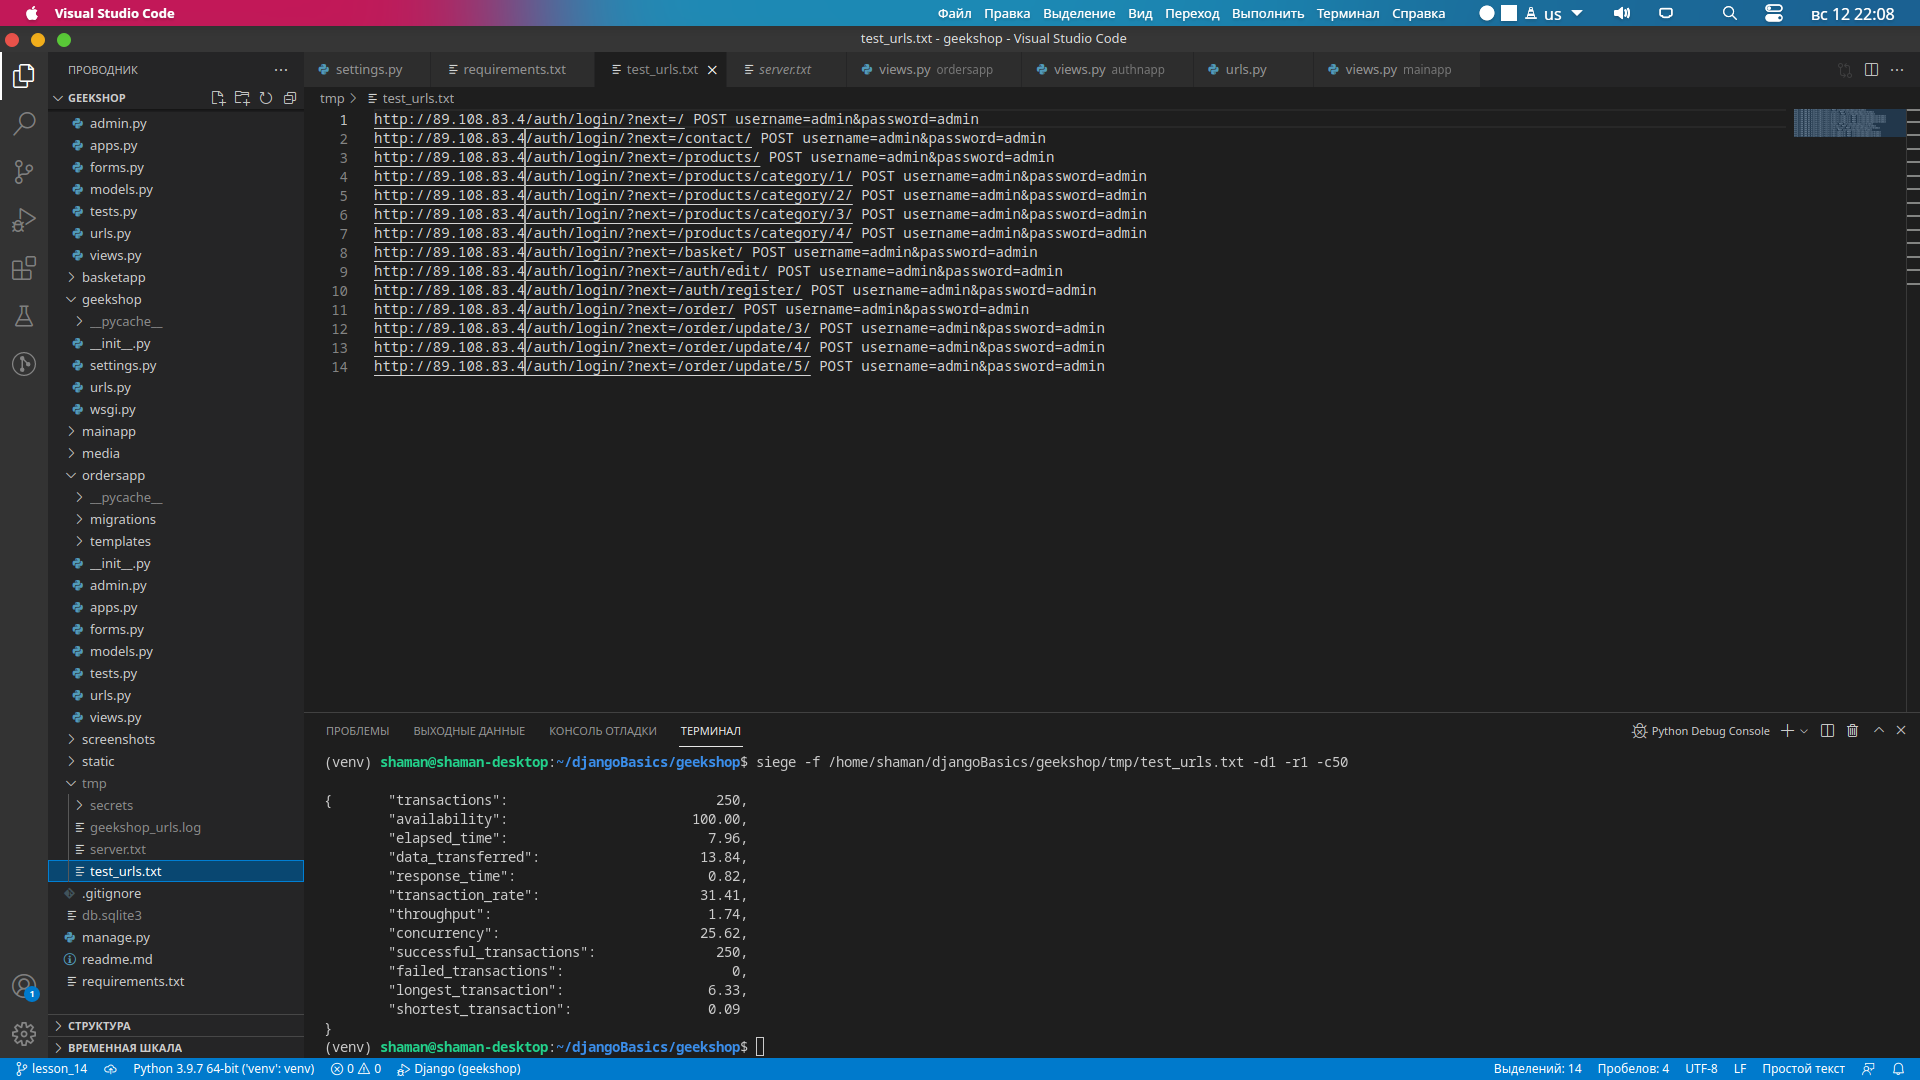 Visual Studio Code
Файл Правка Выделение Вид Переход Выполнить Терминал Справка
us
вс 12 22:08
test_urls.txt - geekshop - Visual Studio Code
ПРОВОДНИК
GEEKSHOP
admin.py
apps.py
forms.py
models.py
tests.py
urls.py
views.py
basketapp
geekshop
__pycache__
__init__.py
settings.py
urls.py
wsgi.py
mainapp
media
ordersapp
__pycache__
migrations
templates
__init__.py
admin.py
apps.py
forms.py
models.py
tests.py
urls.py
views.py
screenshots
static
tmp
secrets
geekshop_urls.log
server.txt
test_urls.txt
.gitignore
db.sqlite3
manage.py
readme.md
requirements.txt
СТРУКТУРА
ВРЕМЕННАЯ ШКАЛА
1
settings.py requirements.txt test_urls.txt server.txt views.py ordersapp views.py authnapp urls.py views.py mainapp
tmp test_urls.txt
1 http://89.108.83.4/auth/login/?next=/ POST username=admin&password=admin
2 http://89.108.83.4/auth/login/?next=/contact/ POST username=admin&password=admin
3 http://89.108.83.4/auth/login/?next=/products/ POST username=admin&password=admin
4 http://89.108.83.4/auth/login/?next=/products/category/1/ POST username=admin&password=admin
5 http://89.108.83.4/auth/login/?next=/products/category/2/ POST username=admin&password=admin
6 http://89.108.83.4/auth/login/?next=/products/category/3/ POST username=admin&password=admin
7 http://89.108.83.4/auth/login/?next=/products/category/4/ POST username=admin&password=admin
8 http://89.108.83.4/auth/login/?next=/basket/ POST username=admin&password=admin
9 http://89.108.83.4/auth/login/?next=/auth/edit/ POST username=admin&password=admin
10 http://89.108.83.4/auth/login/?next=/auth/register/ POST username=admin&password=admin
11 http://89.108.83.4/auth/login/?next=/order/ POST username=admin&password=admin
12 http://89.108.83.4/auth/login/?next=/order/update/3/ POST username=admin&password=admin
13 http://89.108.83.4/auth/login/?next=/order/update/4/ POST username=admin&password=admin
14 http://89.108.83.4/auth/login/?next=/order/update/5/ POST username=admin&password=admin
ПРОБЛЕМЫ ВЫХОДНЫЕ ДАННЫЕ КОНСОЛЬ ОТЛАДКИ ТЕРМИНАЛ
Python Debug Console
(venv) shaman@shaman-desktop:~/djangoBasics/geekshop$ siege -f /home/shaman/djangoBasics/geekshop/tmp/test_urls.txt -d1 -r1 -c50
{ "transactions": 250,
"availability": 100.00,
"elapsed_time": 7.96,
"data_transferred": 13.84,
"response_time": 0.82,
"transaction_rate": 31.41,
"throughput": 1.74,
"concurrency": 25.62,
"successful_transactions": 250,
"failed_transactions": 0,
"longest_transaction": 6.33,
"shortest_transaction": 0.09
}
(venv) shaman@shaman-desktop:~/djangoBasics/geekshop$
lesson_14 Python 3.9.7 64-bit ('venv': venv) 0 0 Django (geekshop)
Выделений: 14 Пробелов: 4 UTF-8 LF Простой текст